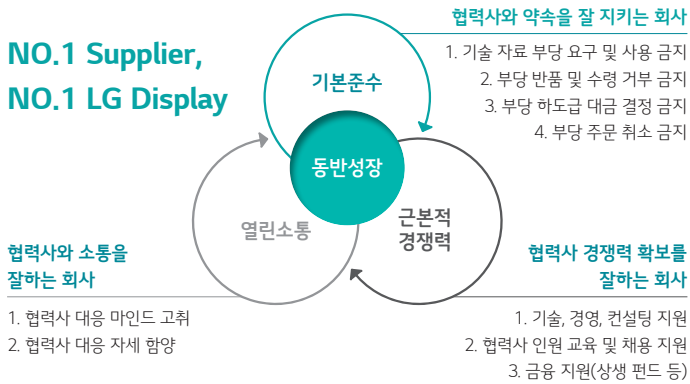 NO.1 Supplier,
NO.1 LG Display
협력사와 약속을 잘 지키는 회사
1. 기술 자료 부당 요구 및 사용 금지
2. 부당 반품 및 수령 거부 금지
3. 부당 하도급 대금 결정 금지
4. 부당 주문 취소 금지
기본준수
동반성장
열린소통
근본적
경쟁력
협력사와 소통을
잘하는 회사
1. 협력사 대응 마인드 고취
2. 협력사 대응 자세 함양
협력사 경쟁력 확보를
잘하는 회사
1. 기술, 경영, 컨설팅 지원
2. 협력사 인원 교육 및 채용 지원
3. 금융 지원(상생 펀드 등)